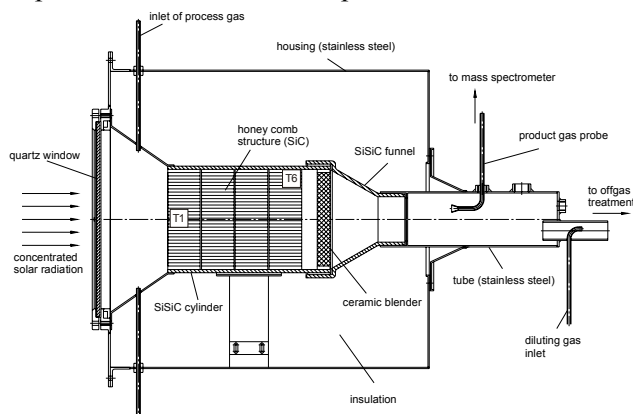 inlet of process gas
housing (stainless steel)
to mass spectrometer
honey comb
structure (SiC)
SiSiC funnel
product gas probe
quartz window
T6
T1
to offgas
treatment
concentrated
solar radiation
SiSiC cylinder
ceramic blender
tube (stainless steel)
diluting gas
inlet
insulation